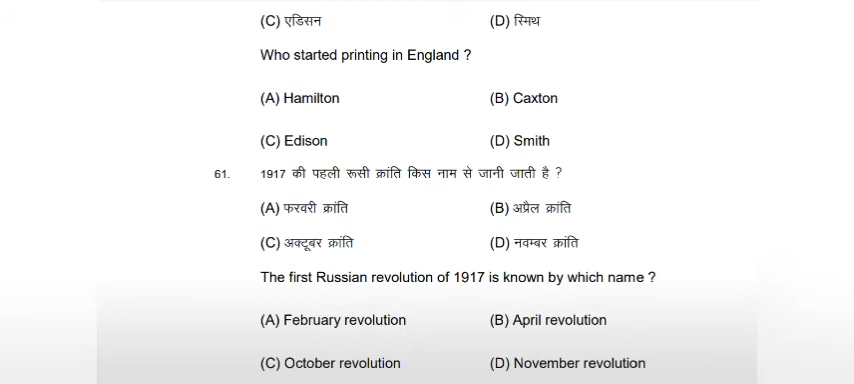 (C) एडिसन (D) स्मिथ
Who started printing in England ?
(A) Hamilton (B) Caxton
(C) Edison (D) Smith
61. 1917 की पहली रूसी क्रांति किस नाम से जानी जाती है ?
(A) फरवरी क्रांति (B) अप्रैल क्रांति
(C) अक्टूबर क्रांति (D) नवम्बर क्रांति
The first Russian revolution of 1917 is known by which name ?
(A) February revolution (B) April revolution
(C) October revolution (D) November revolution